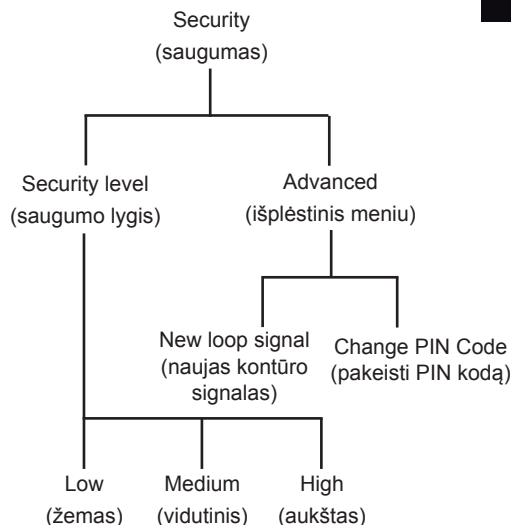 Security
(saugumas)
Security level
(saugumo lygis)
Advanced
(išplėstinis meniu)
New loop signal
(naujas kontūro
signalas)
Change PIN Code
(pakeisti PIN kodą)
Low
(žemas)
Medium
(vidutinis)
High
(aukštas)